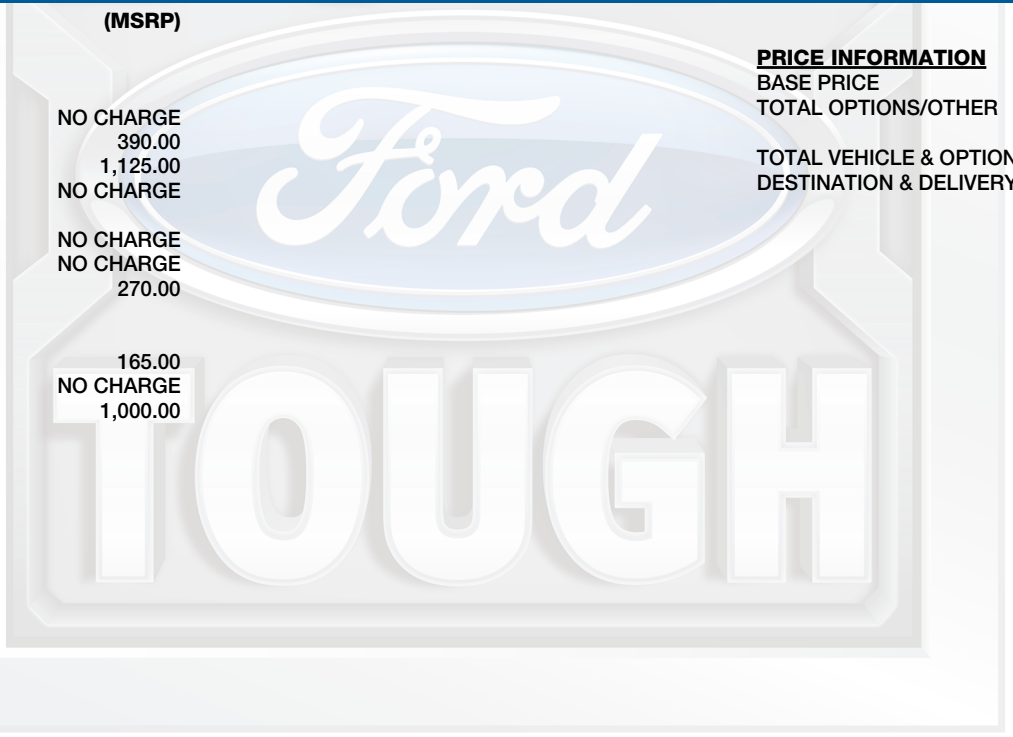 (MSRP)
NO CHARGE
390.00
1,125.00
NO CHARGE
NO CHARGE
NO CHARGE
270.00
165.00
NO CHARGE
1,000.00
PRICE INFORMATION
BASE PRICE
TOTAL OPTIONS/OTHER
TOTAL VEHICLE & OPTION
DESTINATION & DELIVERY
Ford
TOUGH